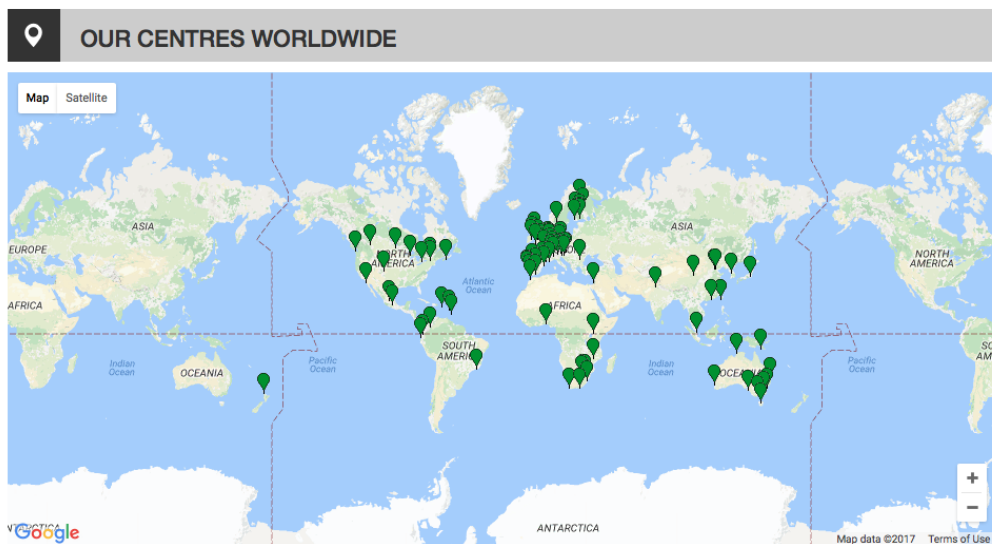 OUR CENTRES WORLDWIDE
Map Satellite
ASIA
NORTH AMERICA
EUROPE
AFRICA
Atlantic Ocean
AFRICA
ASIA
NORTH AMERICA
Indian Ocean
OCEANIA
Pacific Ocean
SOUTH AMERICA
Indian Ocean
OCEANIA
Pacific Ocean
ANTARCTICA
Google
+
−
Map data ©2017 Terms of Use